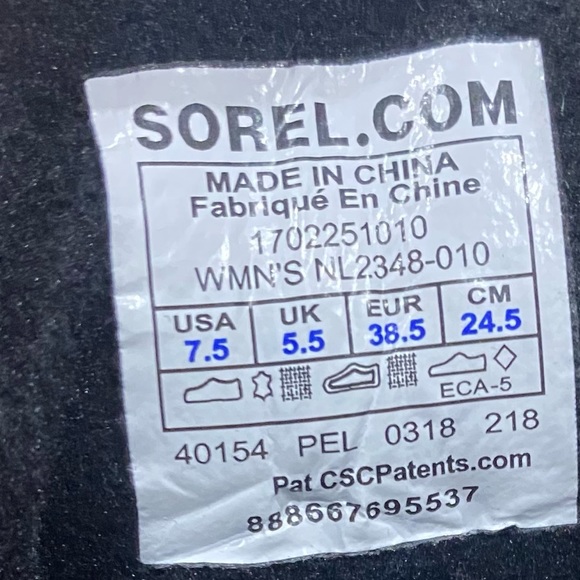 SOREL.COM
MADE IN CHINA
Fabriqué En Chine
1702251010
WMN'S NL2348-010
USA UK EUR CM
7.5 5.5 38.5 24.5
ECA-5
40154 PEL 0318 218
Pat CSCPatents.com
888667695537